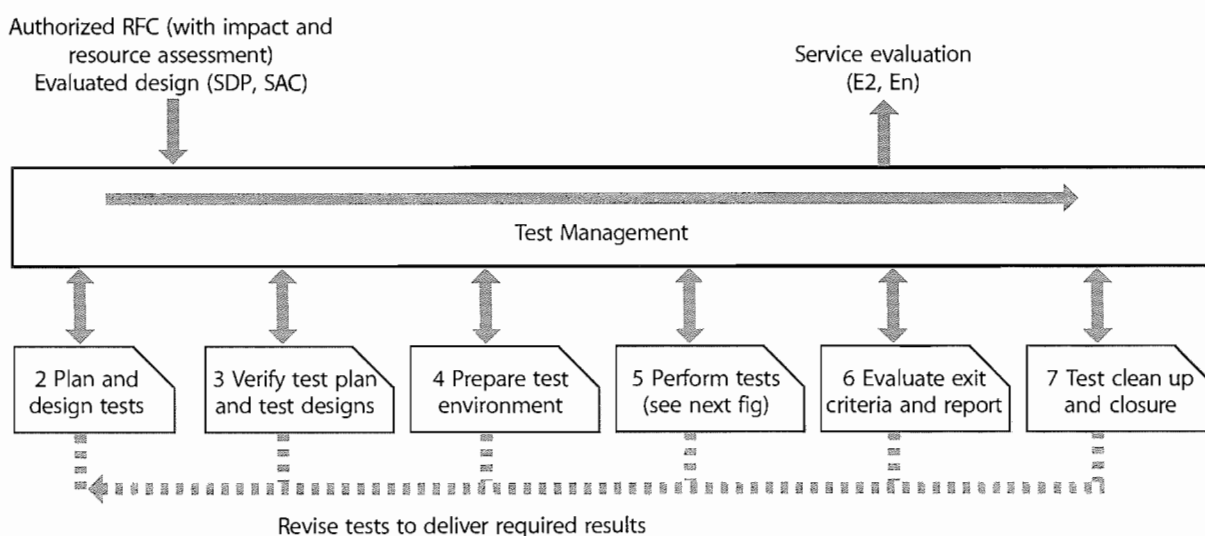 Authorized RFC (with impact and
resource assessment)
Evaluated design (SDP, SAC)
Service evaluation
(E2, En)
Test Management
2 Plan and
design tests
3 Verify test plan
and test designs
4 Prepare test
environment
5 Perform tests
(see next fig)
6 Evaluate exit
criteria and report
7 Test clean up
and closure
Revise tests to deliver required results